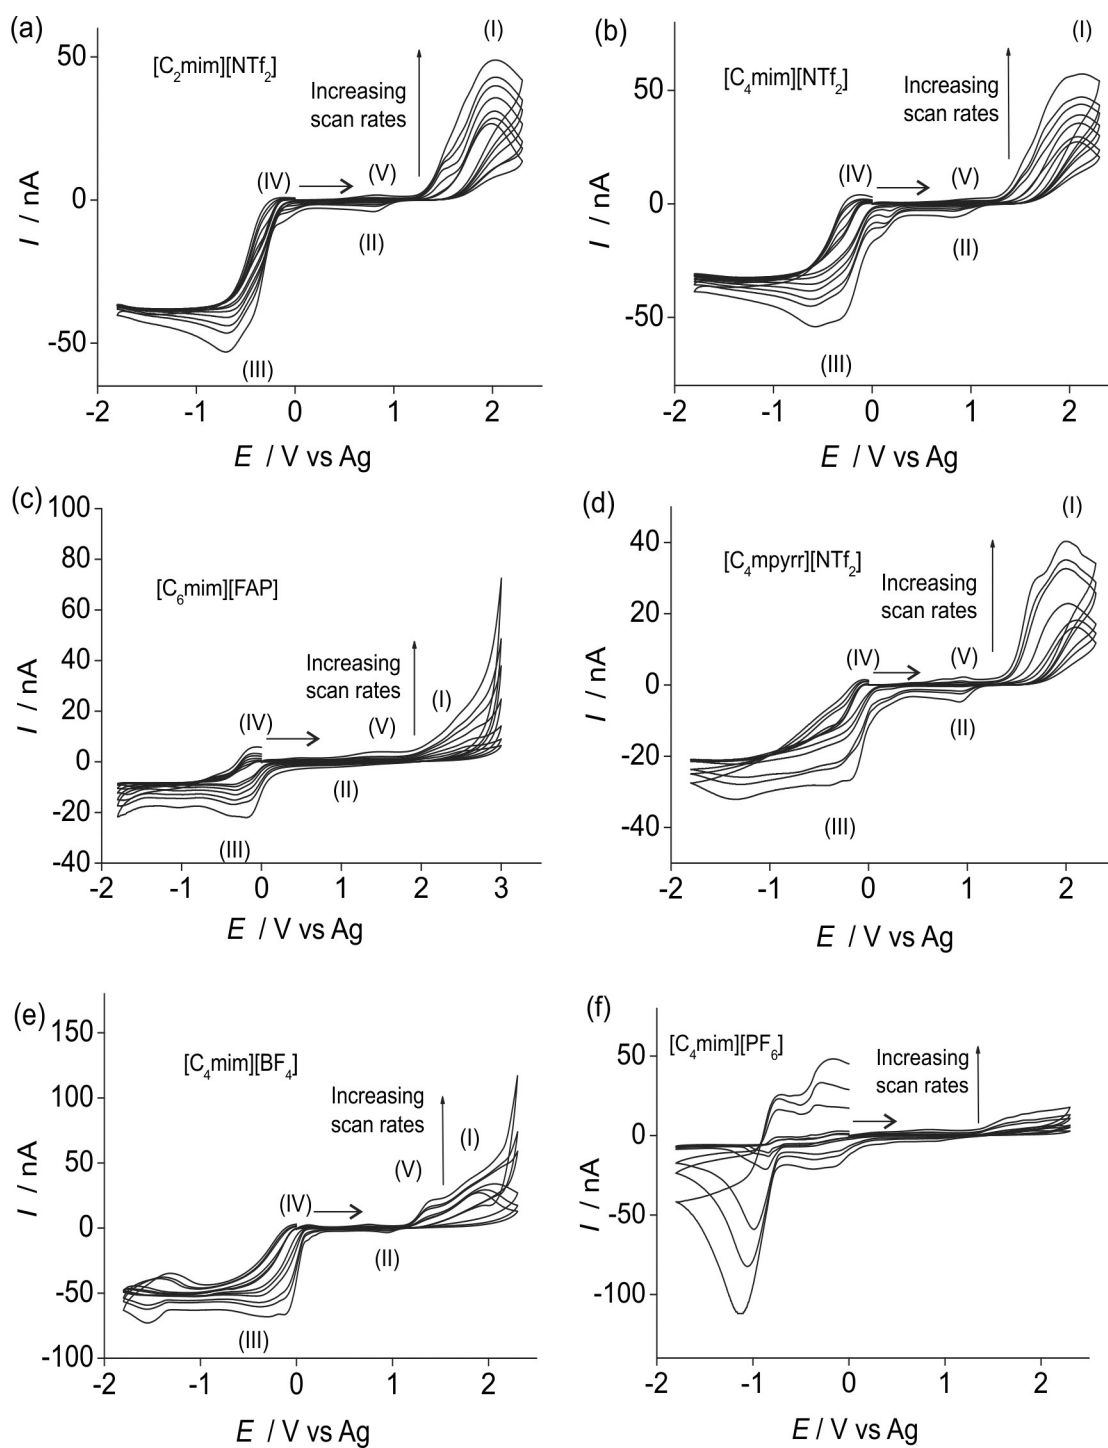 (a)
[C2mim][NTf2]
Increasing
scan rates
(I)
(IV)
(V)
(II)
(III)
50
0
-50
I / nA
-2 -1 0 1 2
E / V vs Ag
(b)
[C4mim][NTf2]
Increasing
scan rates
(I)
(IV)
(V)
(II)
(III)
50
0
-50
I / nA
-2 -1 0 1 2
E / V vs Ag
(c)
[C6mim][FAP]
Increasing
scan rates
(I)
(IV)
(V)
(II)
(III)
100
80
60
40
20
0
-20
-40
I / nA
-2 -1 0 1 2 3
E / V vs Ag
(d)
[C4mpyrr][NTf2]
Increasing
scan rates
(I)
(IV)
(V)
(II)
(III)
40
20
0
-20
-40
I / nA
-2 -1 0 1 2
E / V vs Ag
(e)
[C4mim][BF4]
Increasing
scan rates
(I)
(V)
(IV)
(II)
(III)
150
100
50
0
-50
-100
I / nA
-2 -1 0 1 2
E / V vs Ag
(f)
[C4mim][PF6]
Increasing
scan rates
50
0
-50
-100
I / nA
-2 -1 0 1 2
E / V vs Ag